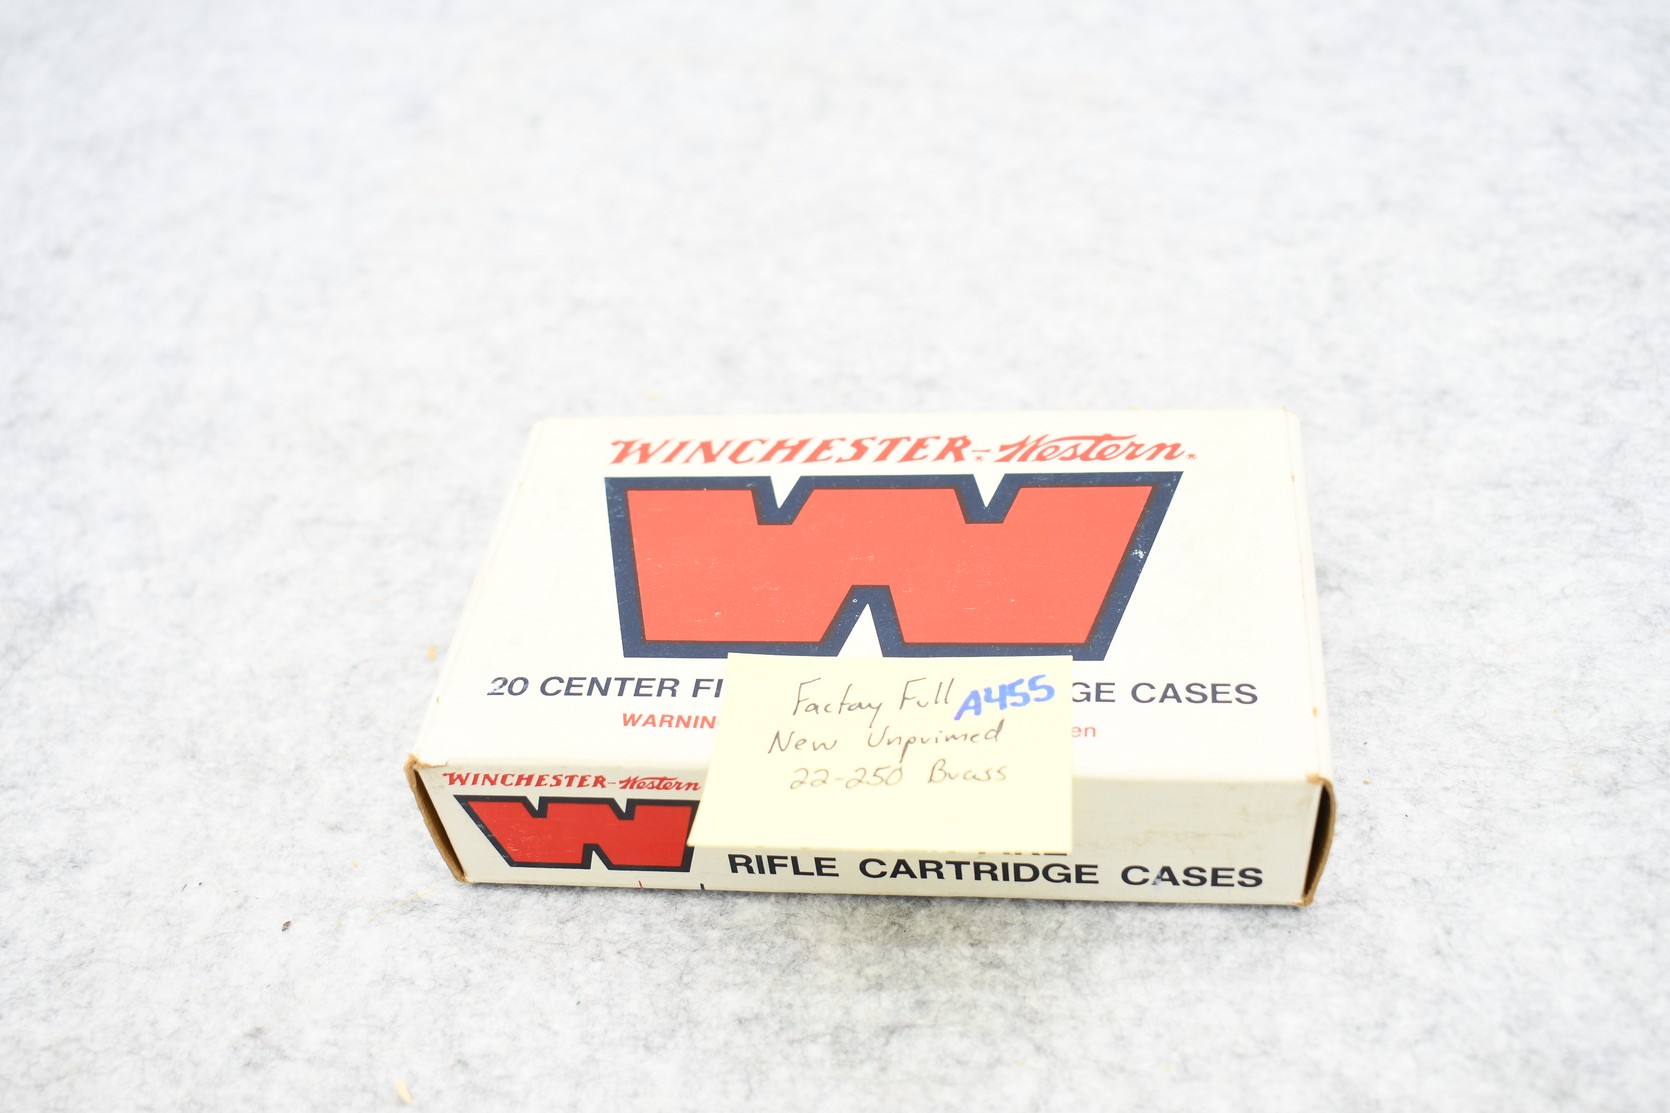 WINCHESTER-Western
20 CENTER FI GE CASES
WARNIN en
Factory Full A455
New Unprimed
22-250 Brass
WINCHESTER-Western
RIFLE CARTRIDGE CASES